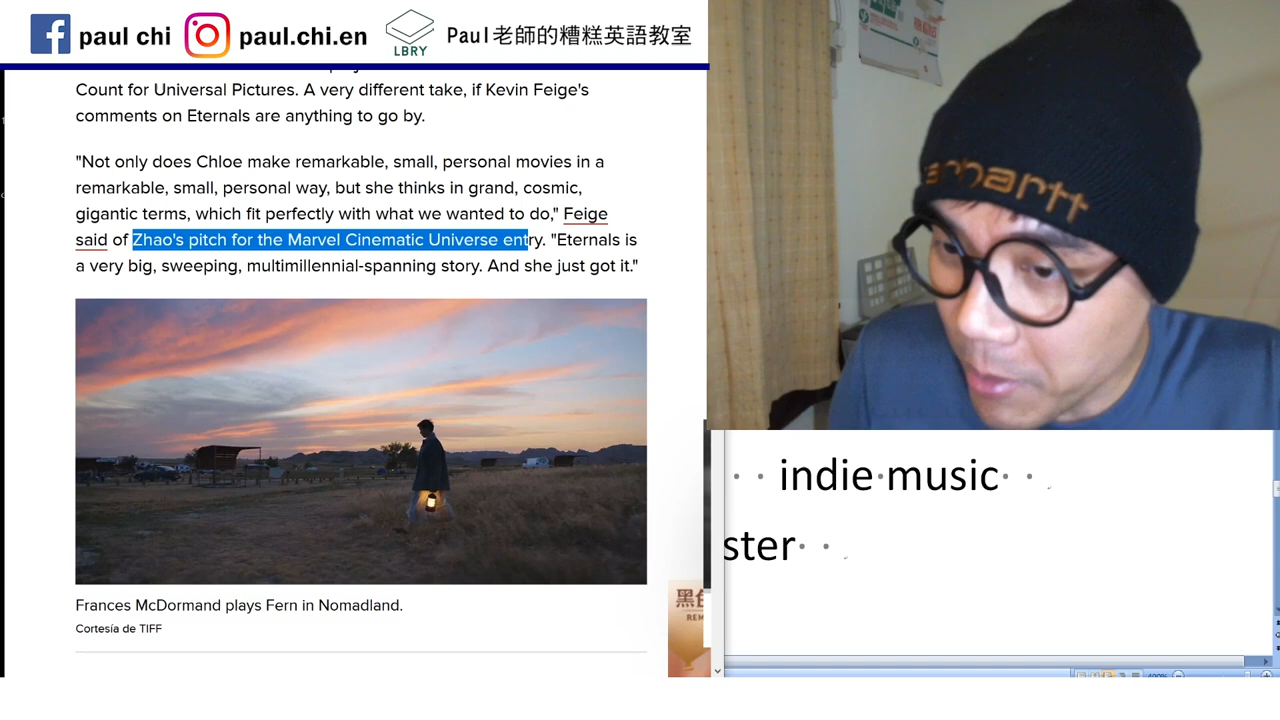 paul chi
paul.chi.en
LBRY
Paul老師的糟糕英語教室
Count for Universal Pictures. A very different take, if Kevin Feige's
comments on Eternals are anything to go by.
"Not only does Chloe make remarkable, small, personal movies in a
remarkable, small, personal way, but she thinks in grand, cosmic,
gigantic terms, which fit perfectly with what we wanted to do," Feige
said of Zhao's pitch for the Marvel Cinematic Universe entry. "Eternals is
a very big, sweeping, multimillennial-spanning story. And she just got it."
Frances McDormand plays Fern in Nomadland.
Cortesía de TIFF
carhartt
indie music
ster
黑
REM
400%